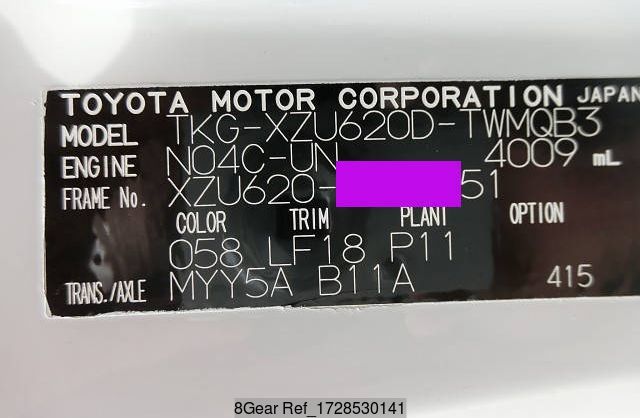 TOYOTA MOTOR CORPORATION JAPAN
MODEL TKG-XZU620D-TWMQB3
ENGINE N04C-UN 4009 mL
FRAME No. XZU620- 51
COLOR TRIM PLANT OPTION
058 LF18 P11
TRANS./AXLE MYY5A B11A 415
8Gear Ref_1728530141